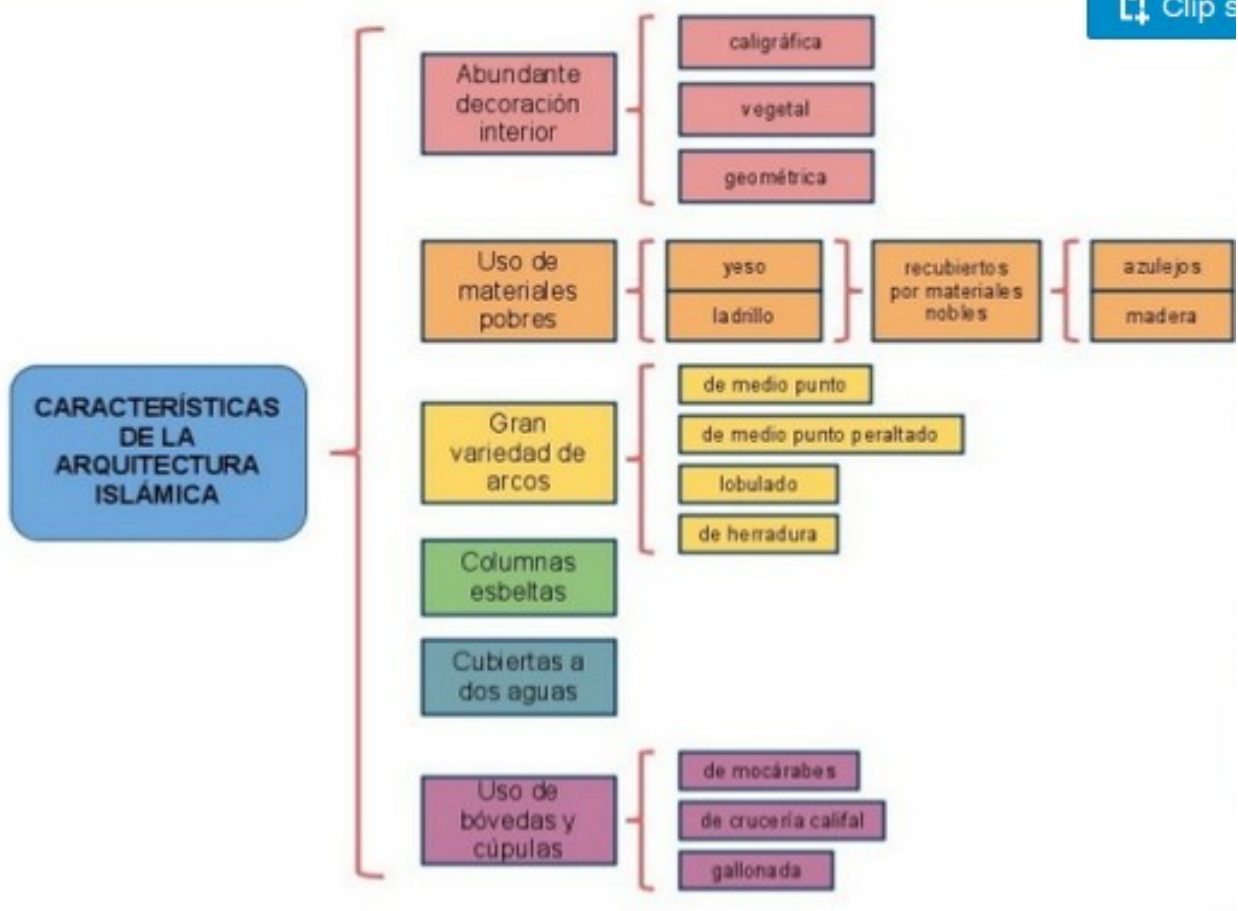 Clip s
CARACTERÍSTICAS
DE LA
ARQUITECTURA
ISLÁMICA
Abundante
decoración
interior
caligráfica
vegetal
geométrica
Uso de
materiales
pobres
yeso
ladrillo
recubiertos
por materiales
nobles
azulejos
madera
Gran
variedad de
arcos
de medio punto
de medio punto peraltado
lobulado
de herradura
Columnas
esbeltas
Cubiertas a
dos aguas
Uso de
bóvedas y
cúpulas
de mocárabes
de crucería califal
gallonada